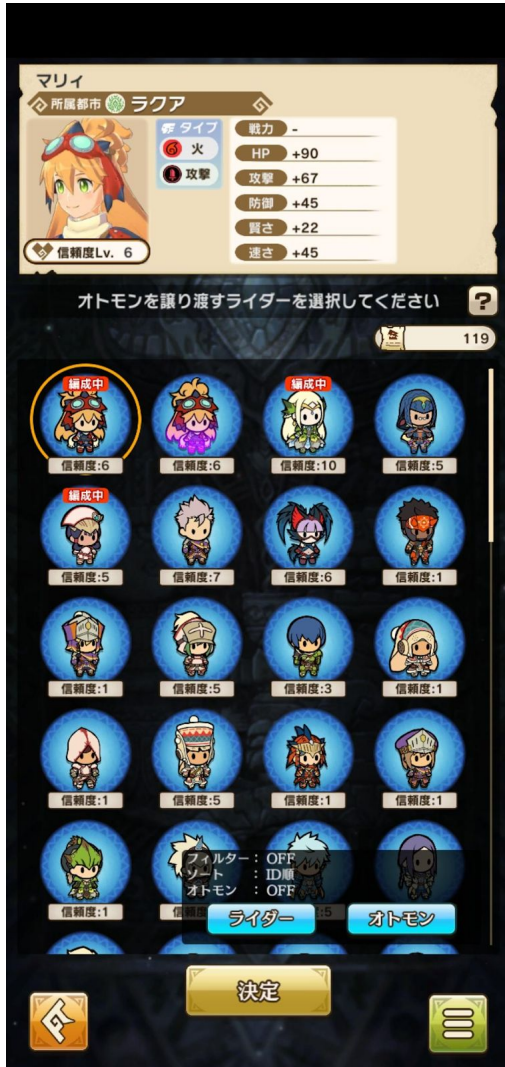 マリィ
所属都市 ラクア
タイプ
火
攻撃
戦力 -
HP +90
攻撃 +67
防御 +45
賢さ +22
速さ +45
信頼度Lv. 6
オトモンを譲り渡すライダーを選択してください
?
119
編成中 編成中
信頼度:6 信頼度:6 信頼度:10 信頼度:5
編成中
信頼度:5 信頼度:7 信頼度:6 信頼度:1
信頼度:1 信頼度:5 信頼度:3 信頼度:1
信頼度:1 信頼度:5 信頼度:1 信頼度:1
信頼度:1
フィルター : OFF
ソート : ID順
オトモン : OFF
ライダー オトモン
決定